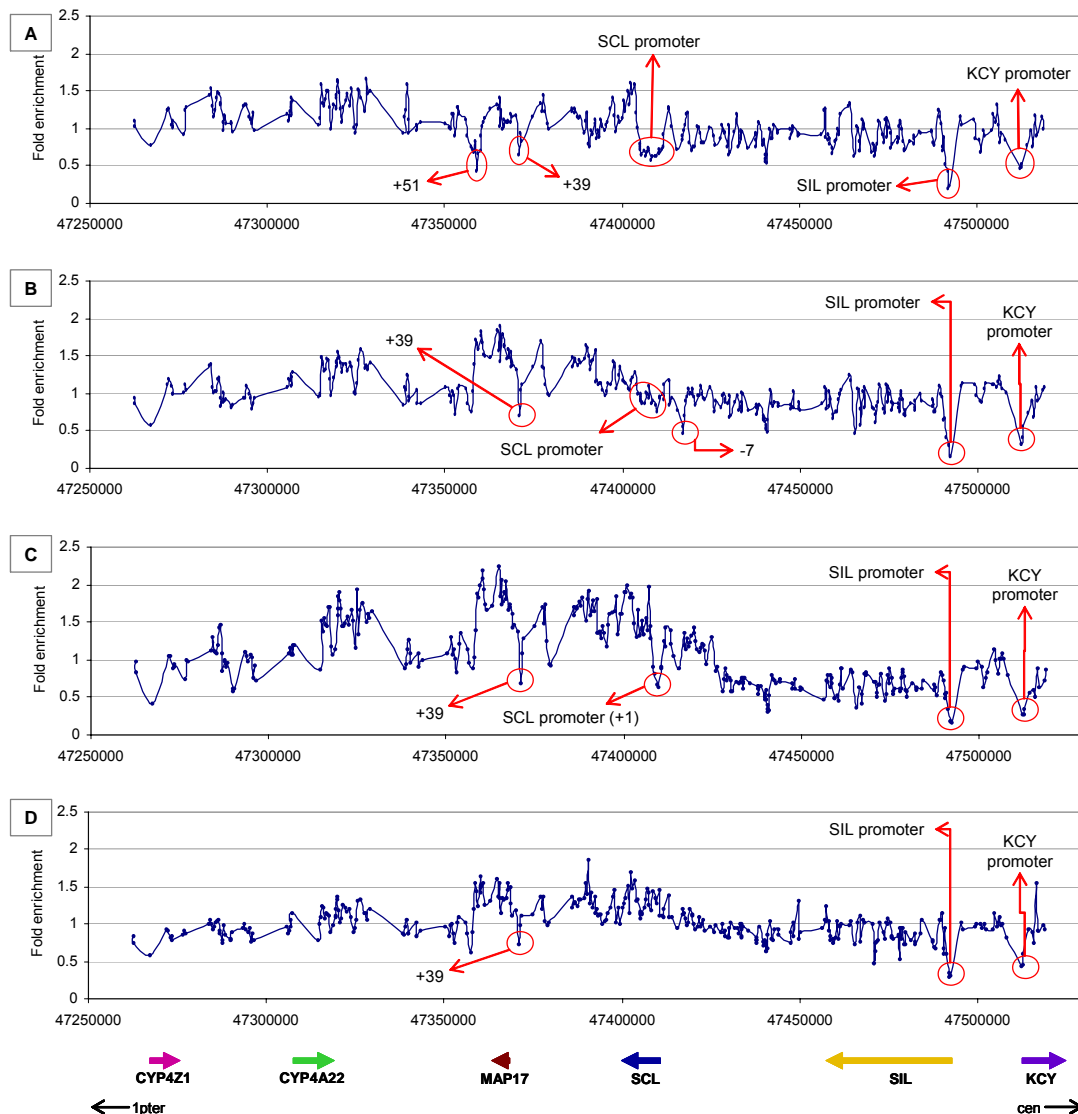 A
2.5
2
1.5
1
0.5
0
Fold enrichment
SCL promoter
KCY promoter
+51
+39
SIL promoter
47250000 47300000 47350000 47400000 47450000 47500000
B
2.5
2
1.5
1
0.5
0
Fold enrichment
SIL promoter
KCY
promoter
+39
SCL promoter
-7
47250000 47300000 47350000 47400000 47450000 47500000
C
2.5
2
1.5
1
0.5
0
Fold enrichment
SIL promoter
KCY
promoter
+39
SCL promoter (+1)
47250000 47300000 47350000 47400000 47450000 47500000
D
2.5
2
1.5
1
0.5
0
Fold enrichment
SIL promoter
KCY
promoter
+39
47250000 47300000 47350000 47400000 47450000 47500000
CYP4Z1 CYP4A22 MAP17 SCL SIL KCY
1pter cen